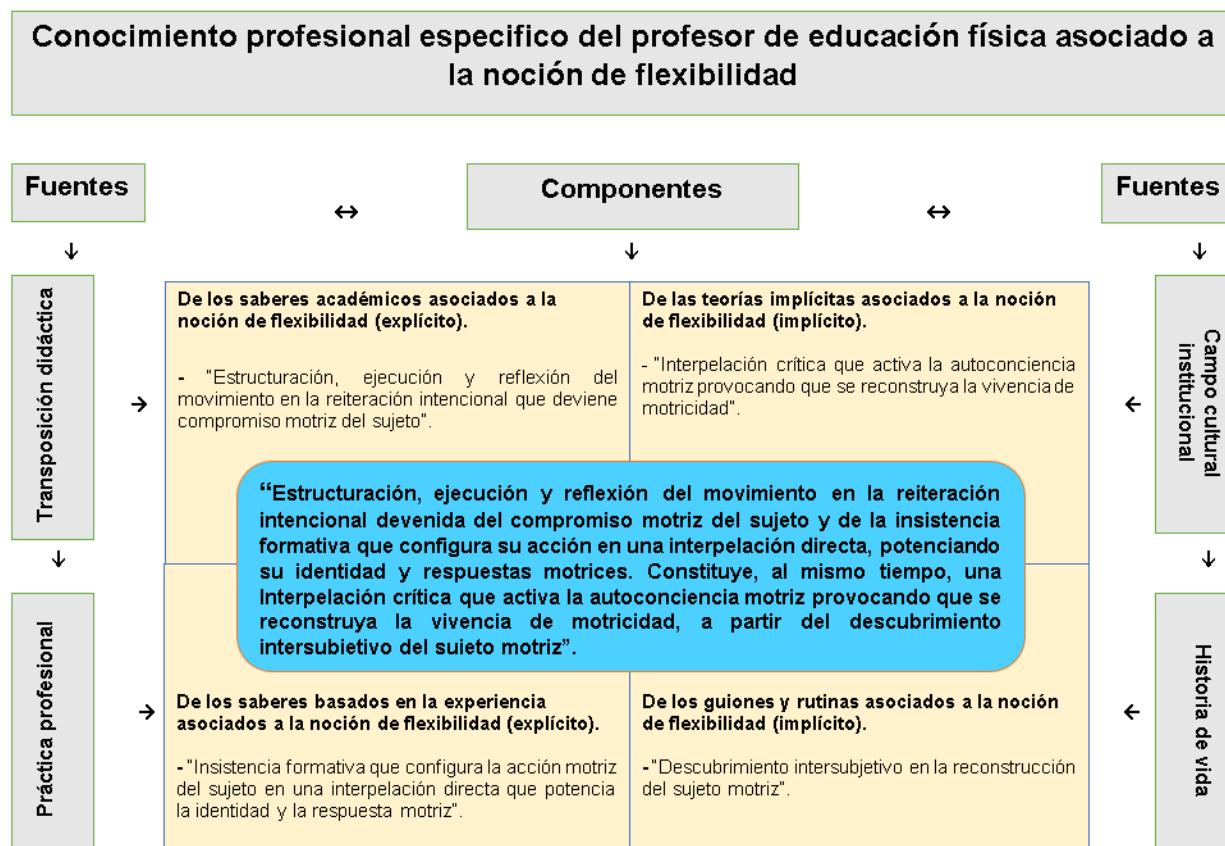 Conocimiento profesional especifico del profesor de educación física asociado a
la noción de flexibilidad
Fuentes
Componentes
Fuentes
↔
↔
↓
↓
↓
Transposición didáctica
→
De los saberes académicos asociados a la
noción de flexibilidad (explícito).
- "Estructuración, ejecución y reflexión del
movimiento en la reiteración intencional que deviene
compromiso motriz del sujeto".
De las teorías implícitas asociados a la noción
de flexibilidad (implícito).
- "Interpelación crítica que activa la autoconciencia
motriz provocando que se reconstruya la vivencia de
motricidad".
←
Campo cultural
institucional
“Estructuración, ejecución y reflexión del movimiento en la reiteración
intencional devenida del compromiso motriz del sujeto y de la insistencia
formativa que configura su acción en una interpelación directa, potenciando
su identidad y respuestas motrices. Constituye, al mismo tiempo, una
Interpelación crítica que activa la autoconciencia motriz provocando que se
reconstruya la vivencia de motricidad, a partir del descubrimiento
intersubjetivo del sujeto motriz”.
↓
↓
Práctica profesional
→
De los saberes basados en la experiencia
asociados a la noción de flexibilidad (explícito).
- "Insistencia formativa que configura la acción motriz
del sujeto en una interpelación directa que potencia
la identidad y la respuesta motriz".
De los guiones y rutinas asociados a la noción
de flexibilidad (implícito).
- "Descubrimiento intersubjetivo en la reconstrucción
del sujeto motriz".
←
Historia de vida